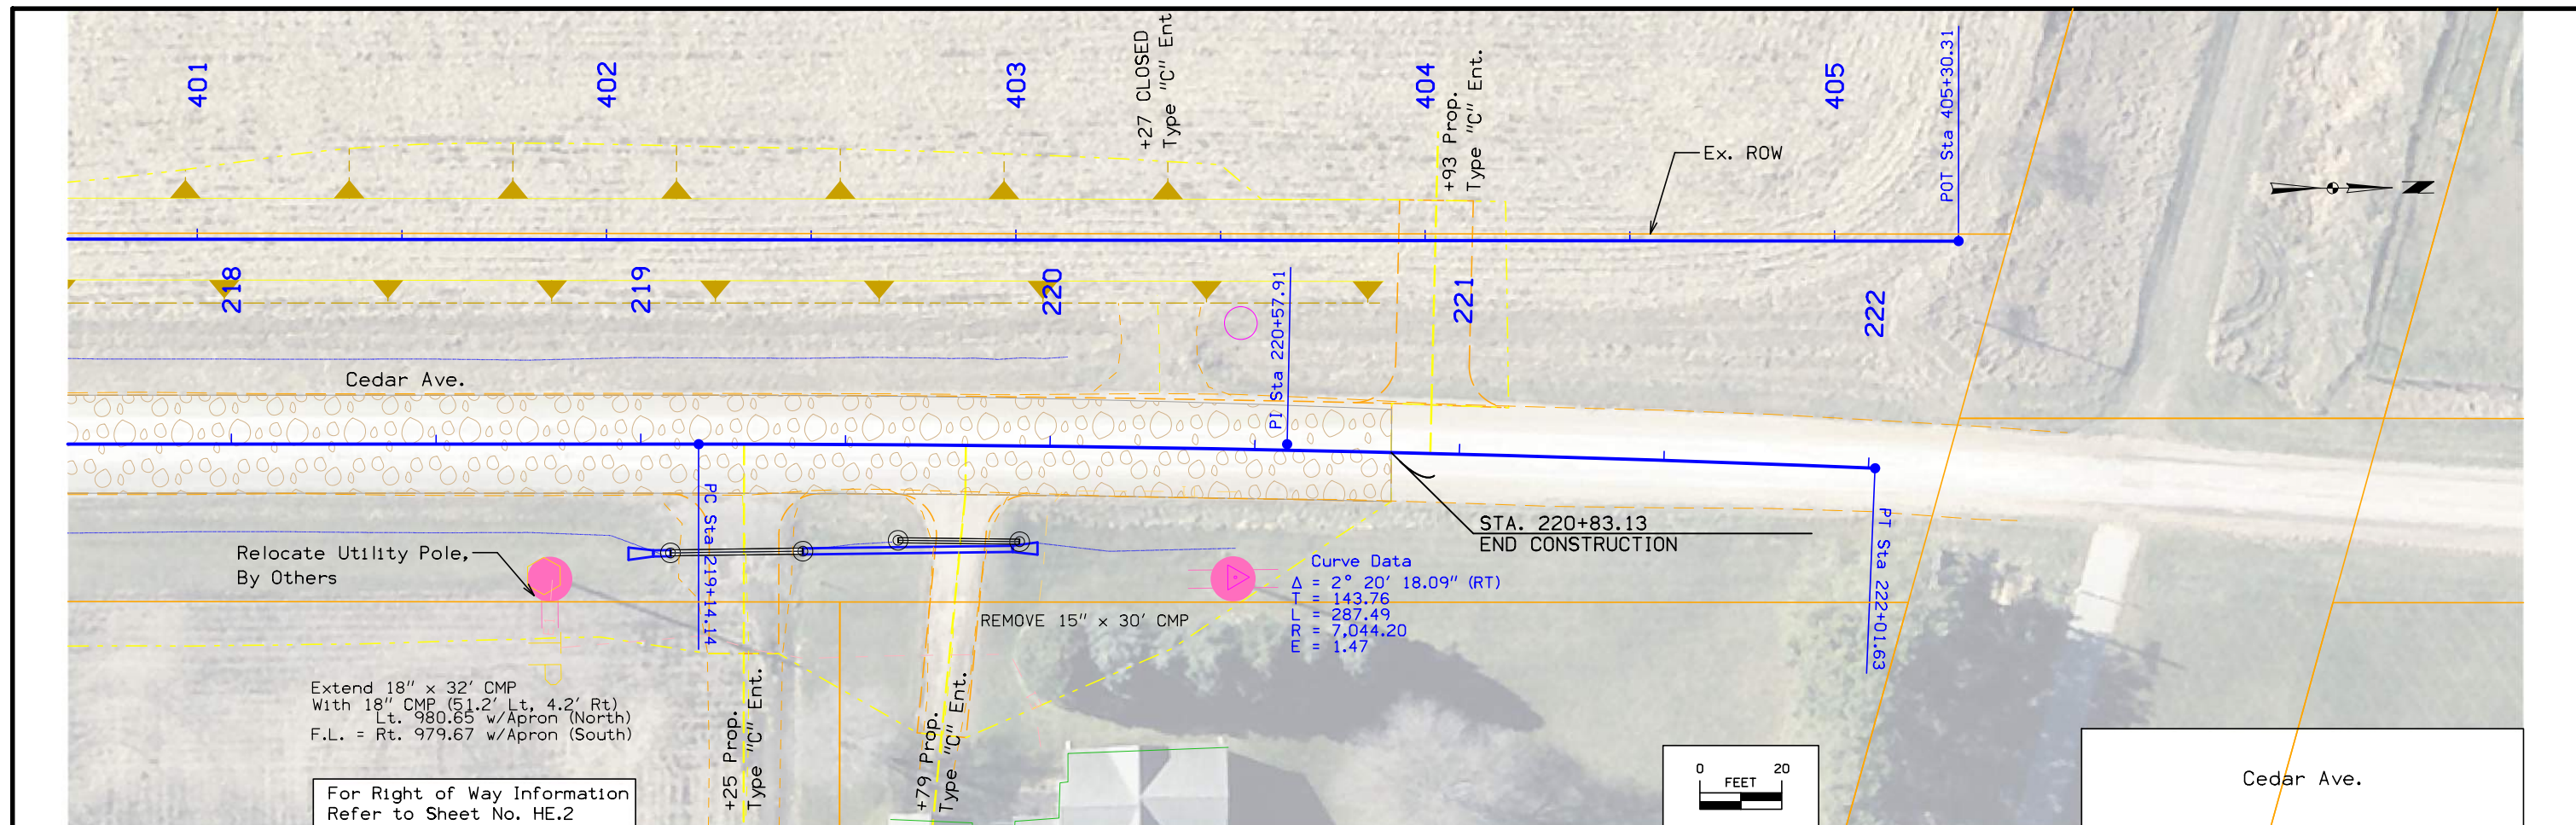 401
402
403
404
405
+27 CLOSED
Type "C" Ent
+93 Prop.
Type "C" Ent.
Ex. ROW
POT Sta 405+30.31
N
218
219
220
221
222
PI Sta 220+57.91
Cedar Ave.
PC Sta 219+14.14
STA. 220+83.13
END CONSTRUCTION
PT Sta 222+01.63
Relocate Utility Pole,
By Others
Curve Data
Δ = 2° 20' 18.09" (RT)
T = 143.76
L = 287.49
R = 7,044.20
E = 1.47
REMOVE 15" x 30' CMP
Extend 18" x 32' CMP
With 18" CMP (51.2' Lt, 4.2' Rt)
Lt. 980.65 w/Apron (North)
F.L. = Rt. 979.67 w/Apron (South)
+25 Prop.
Type "C" Ent.
+79 Prop.
Type "C" Ent.
For Right of Way Information
Refer to Sheet No. HE.2
0 20
FEET
Cedar Ave.